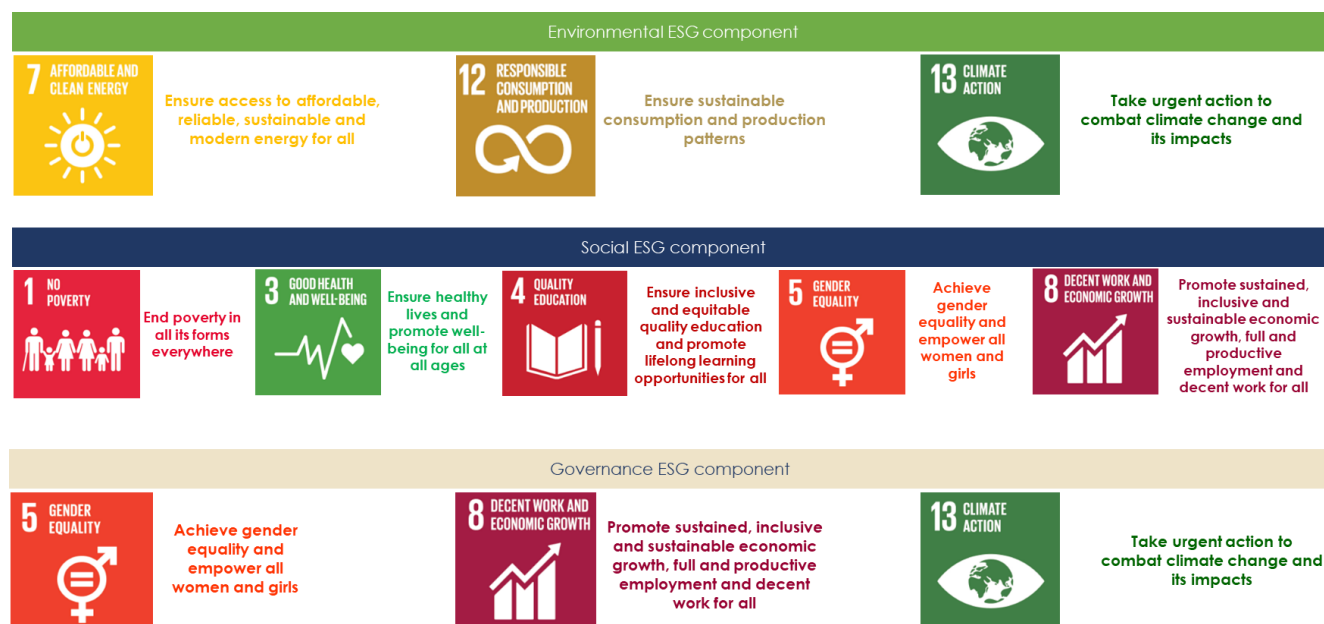 Environmental ESG component
7 AFFORDABLE AND
CLEAN ENERGY
Ensure access to affordable,
reliable, sustainable and
modern energy for all
12 RESPONSIBLE
CONSUMPTION
AND PRODUCTION
Ensure sustainable
consumption and production
patterns
13 CLIMATE
ACTION
Take urgent action to
combat climate change and
its impacts
Social ESG component
1 NO
POVERTY
End poverty in
all its forms
everywhere
3 GOOD HEALTH
AND WELL-BEING
Ensure healthy
lives and
promote well-
being for all at
all ages
4 QUALITY
EDUCATION
Ensure inclusive
and equitable
quality education
and promote
lifelong learning
opportunities for all
5 GENDER
EQUALITY
Achieve
gender
equality and
empower all
women and
girls
8 DECENT WORK AND
ECONOMIC GROWTH
Promote sustained,
inclusive and
sustainable economic
growth, full and
productive
employment and
decent work for all
Governance ESG component
5 GENDER
EQUALITY
Achieve gender
equality and
empower all
women and girls
8 DECENT WORK AND
ECONOMIC GROWTH
Promote sustained, inclusive
and sustainable economic
growth, full and productive
employment and decent
work for all
13 CLIMATE
ACTION
Take urgent action to
combat climate change and
its impacts